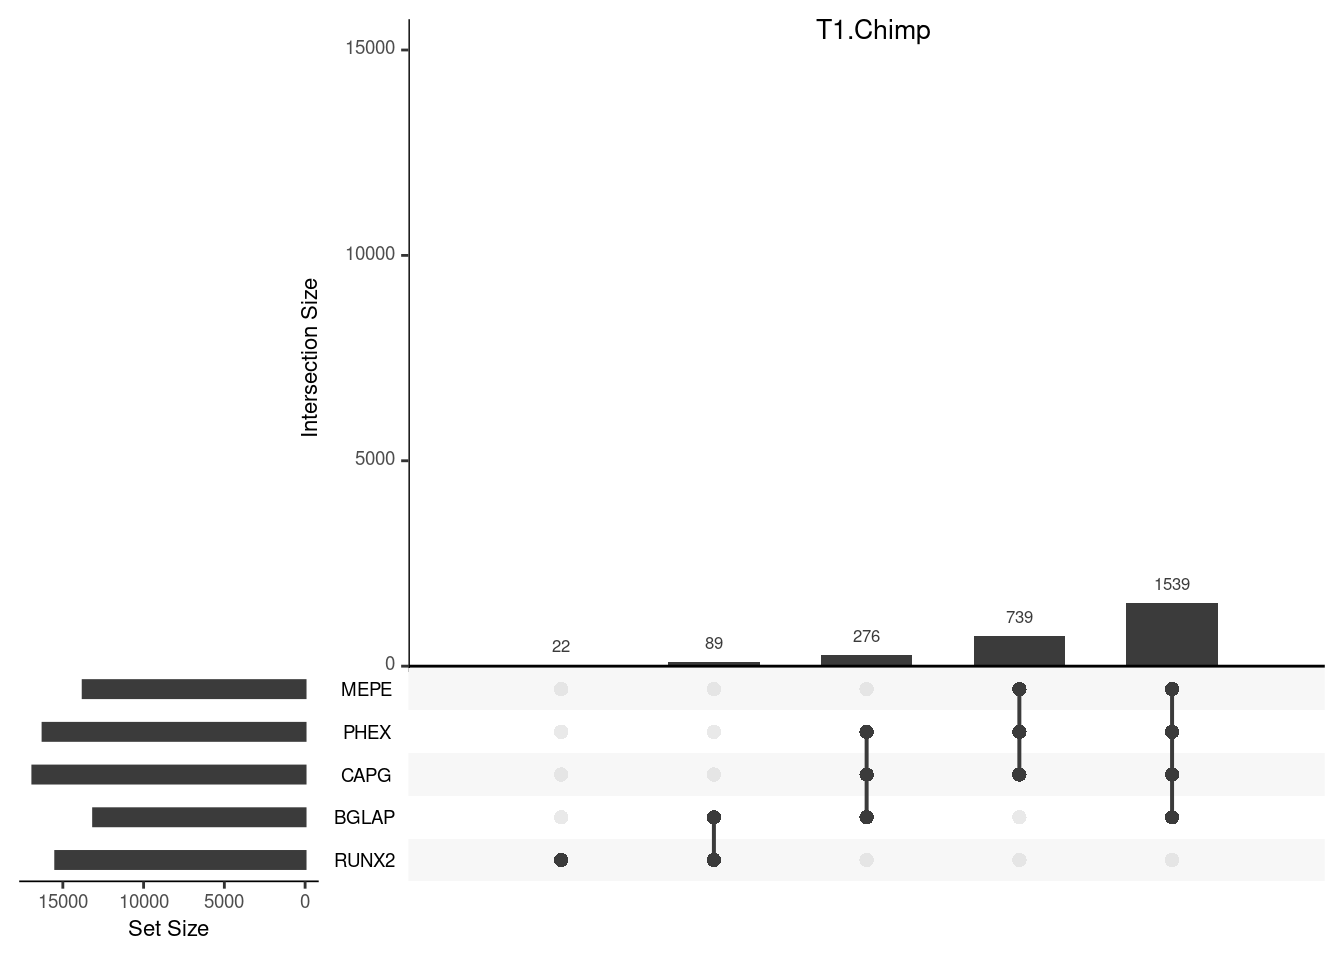 T1.Chimp
15000
10000
5000
0
Intersection Size
22
89
276
739
1539
MEPE
PHEX
CAPG
BGLAP
RUNX2
15000 10000 5000 0
Set Size